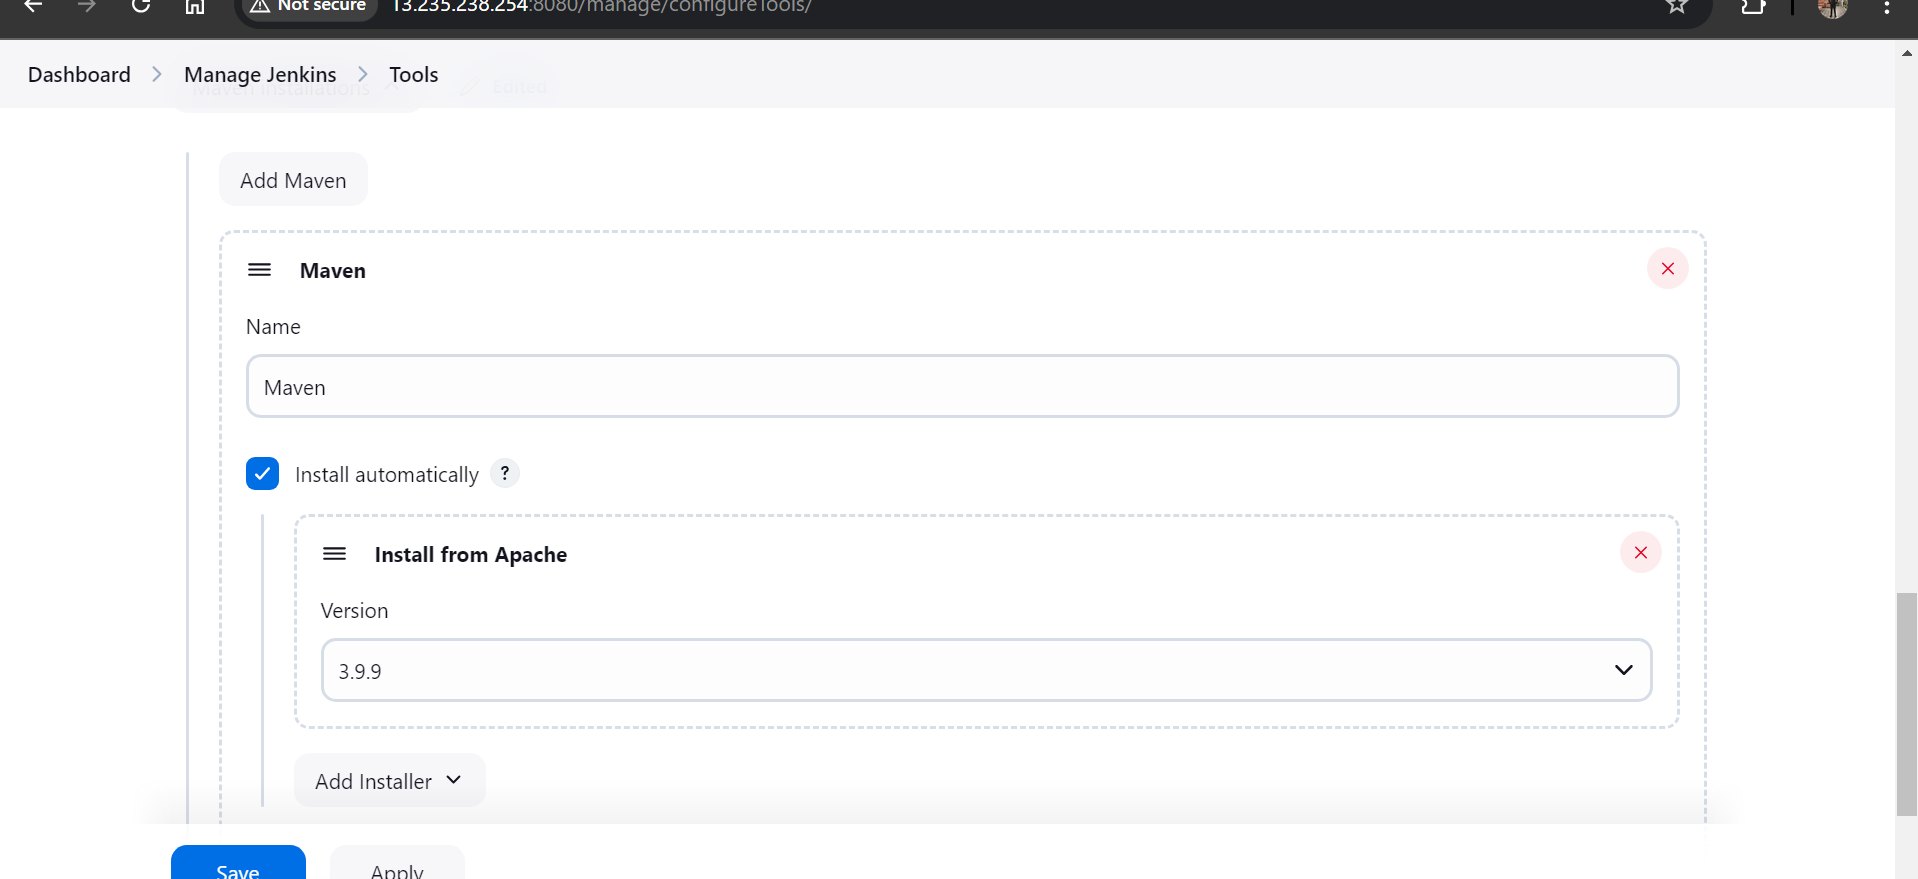 Not secure 13.235.238.254:8080/manage/configureTools/
Dashboard Manage Jenkins Tools
Maven installations Edited
Add Maven
Maven
Name
Maven
Install automatically ?
Install from Apache
Version
3.9.9
Add Installer
Save Apply